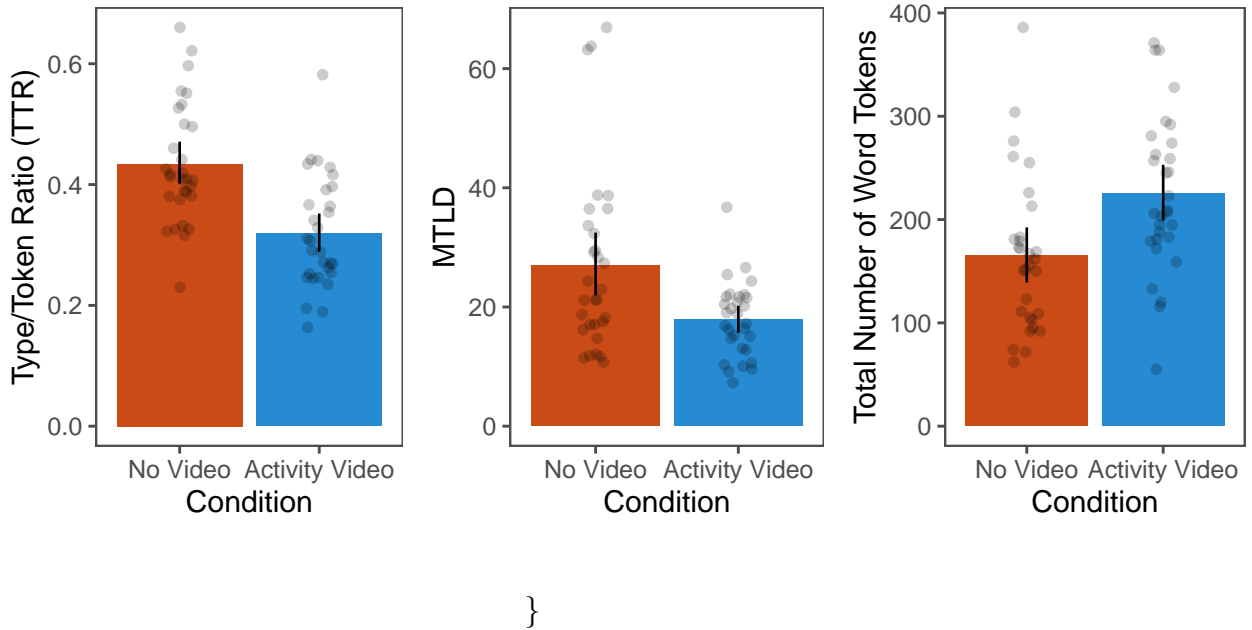 Type/Token Ratio (TTR)
0.6
0.4
0.2
0.0
No Video Activity Video
Condition
MTLD
60
40
20
0
No Video Activity Video
Condition
Total Number of Word Tokens
400
300
200
100
0
No Video Activity Video
Condition
}